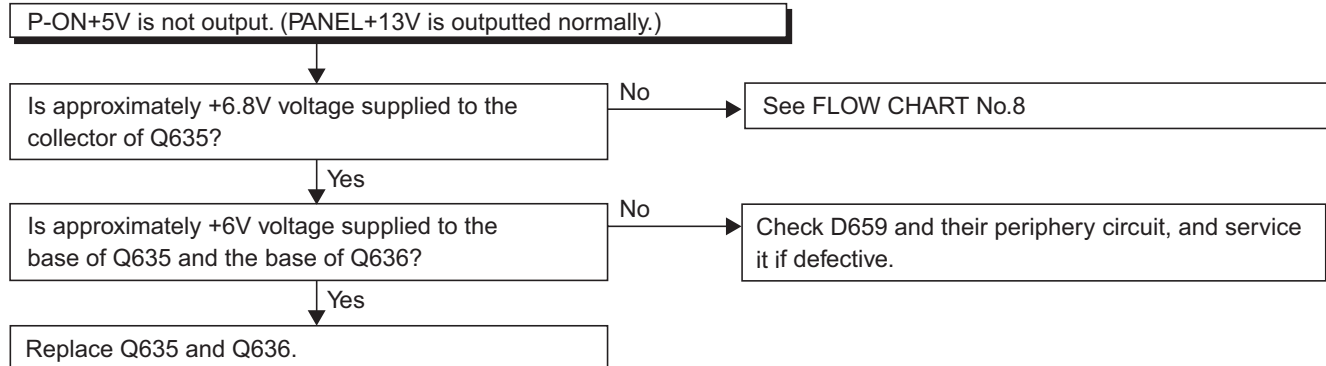 P-ON+5V is not output. (PANEL+13V is outputted normally.)
Is approximately +6.8V voltage supplied to the
collector of Q635?
No
See FLOW CHART No.8
Yes
Is approximately +6V voltage supplied to the
base of Q635 and the base of Q636?
No
Check D659 and their periphery circuit, and service
it if defective.
Yes
Replace Q635 and Q636.